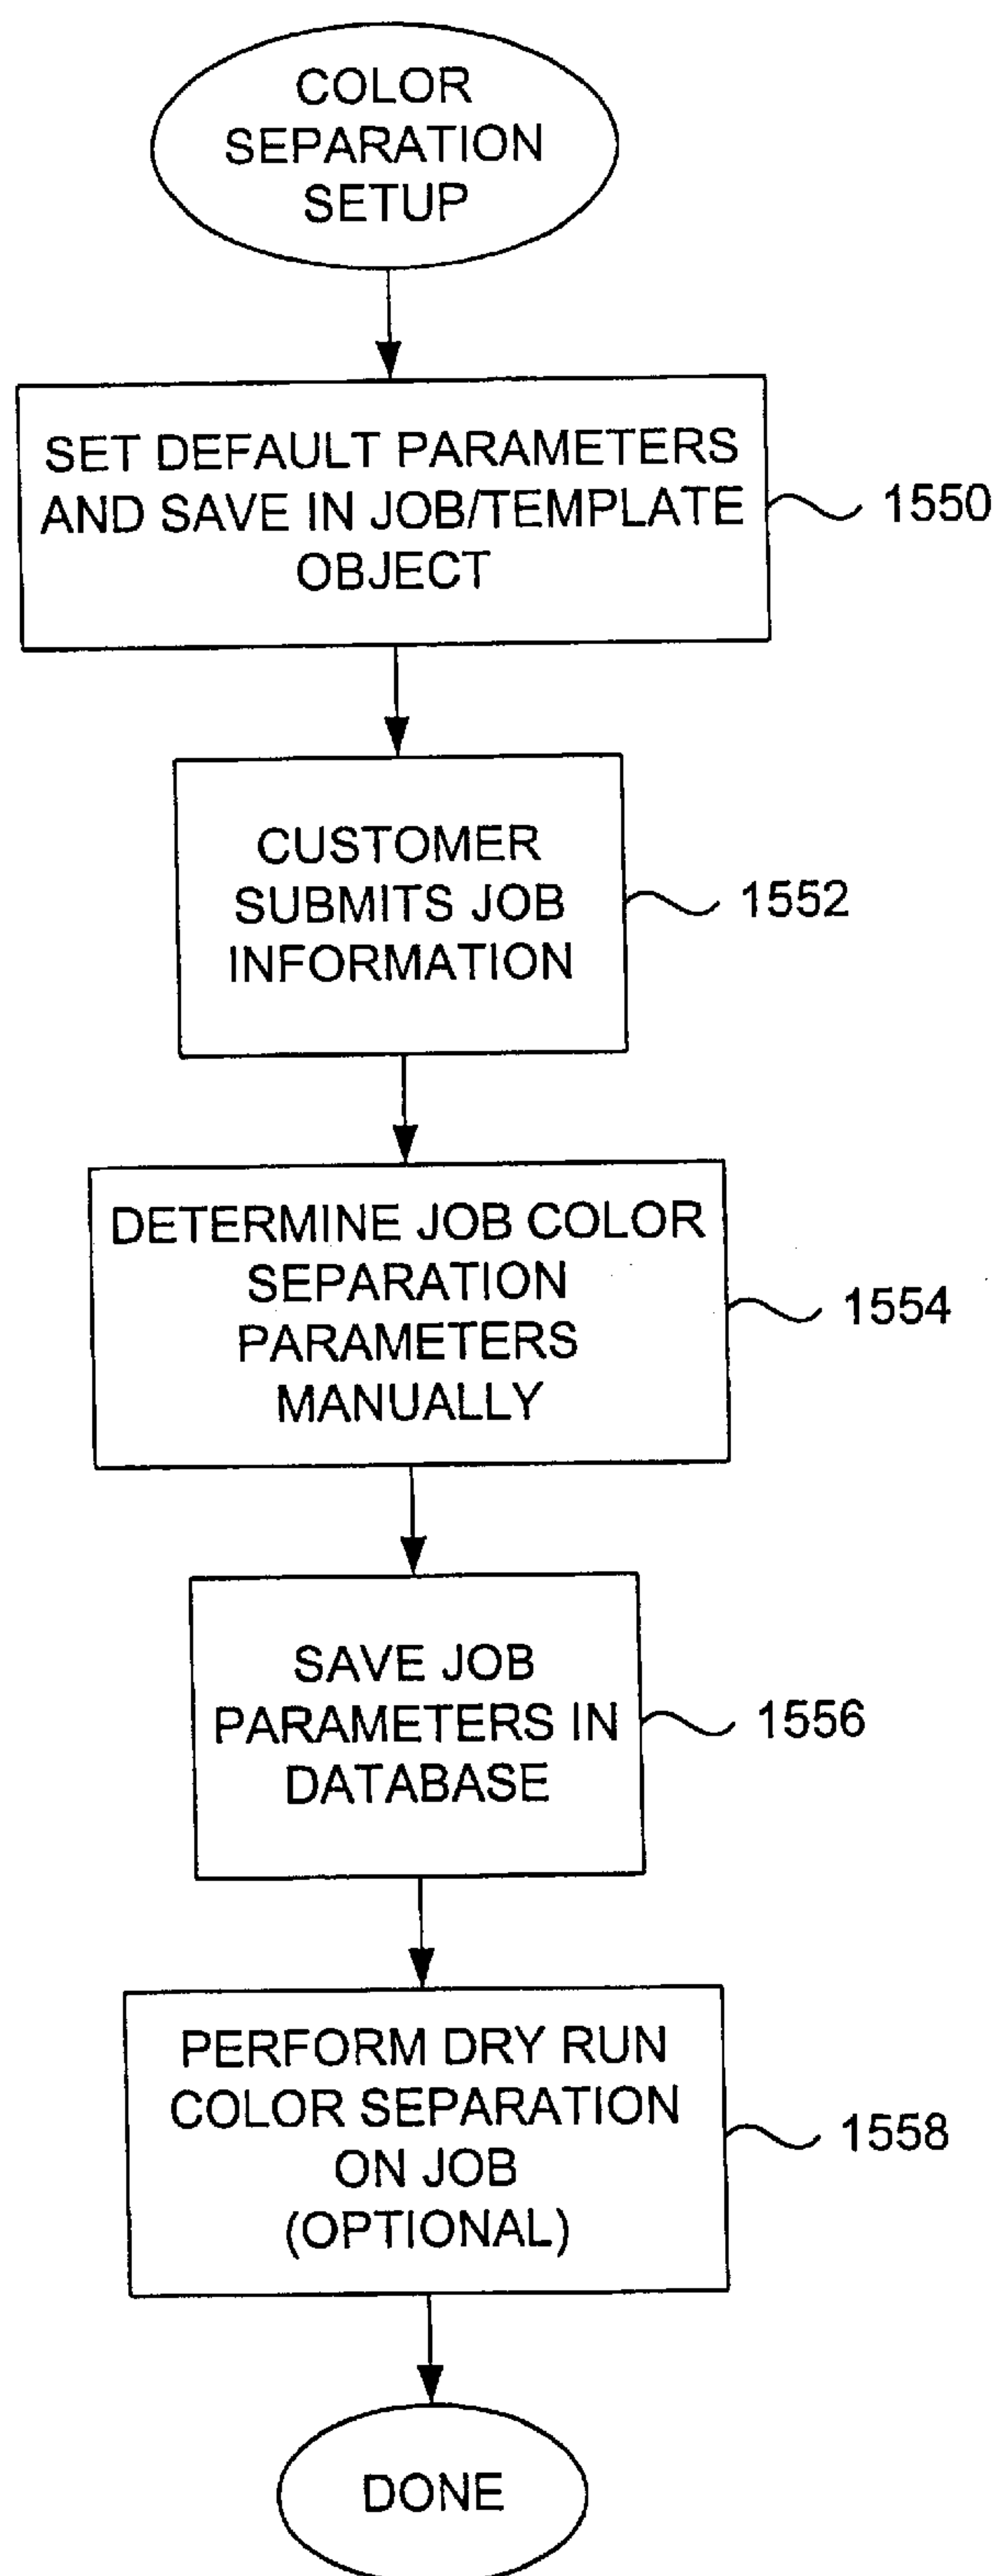 COLOR
SEPARATION
SETUP
SET DEFAULT PARAMETERS
AND SAVE IN JOB/TEMPLATE
OBJECT
1550
CUSTOMER
SUBMITS JOB
INFORMATION
1552
DETERMINE JOB COLOR
SEPARATION
PARAMETERS
MANUALLY
1554
SAVE JOB
PARAMETERS IN
DATABASE
1556
PERFORM DRY RUN
COLOR SEPARATION
ON JOB
(OPTIONAL)
1558
DONE